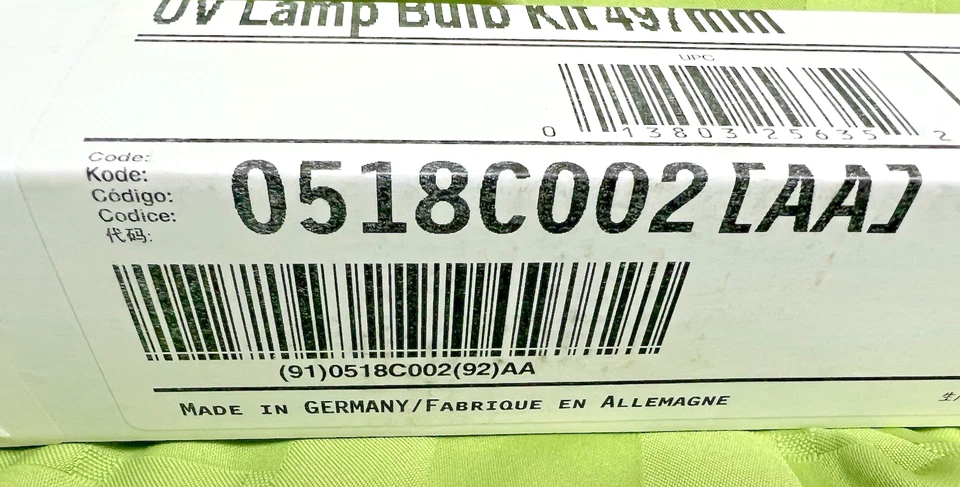 UV Lamp Bulb Kit 497mm
UPC
0 13803 25635 2
Code:
Kode:
Código:
Codice:
代码:
0518C002[AA]
(91)0518C002(92)AA
MADE IN GERMANY/FABRIQUE EN ALLEMAGNE